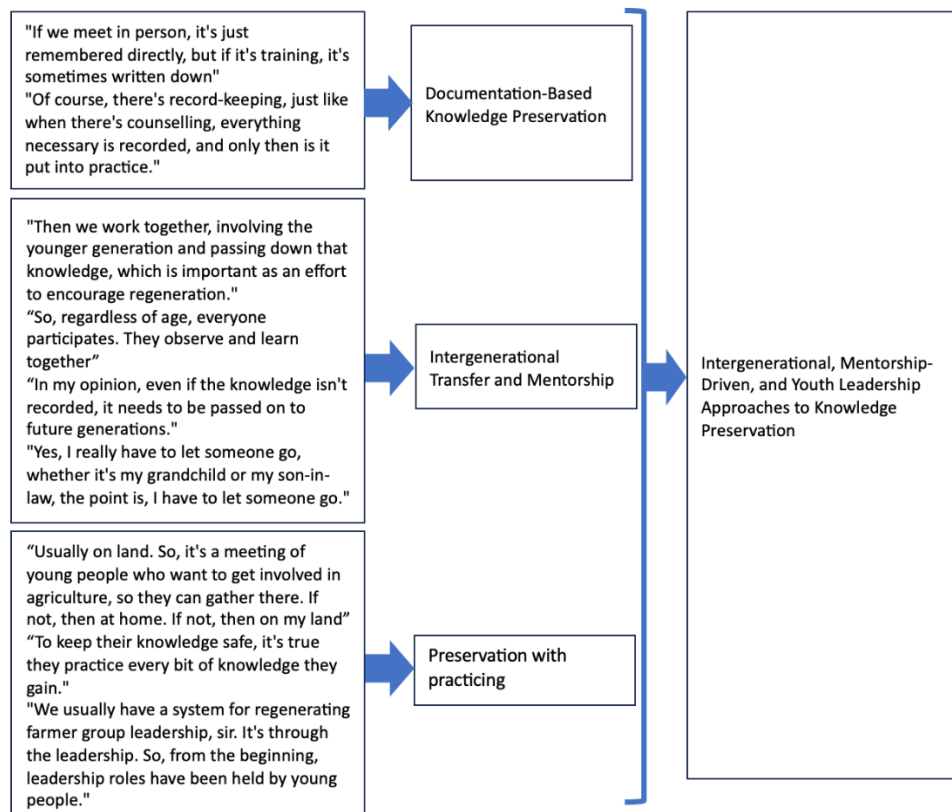 "If we meet in person, it's just
remembered directly, but if it's training, it's
sometimes written down"
"Of course, there's record-keeping, just like
when there's counselling, everything
necessary is recorded, and only then is it
put into practice."
Documentation-Based
Knowledge Preservation
"Then we work together, involving the
younger generation and passing down that
knowledge, which is important as an effort
to encourage regeneration."
“So, regardless of age, everyone
participates. They observe and learn
together”
"In my opinion, even if the knowledge isn't
recorded, it needs to be passed on to
future generations."
"Yes, I really have to let someone go,
whether it's my grandchild or my son-in-
law, the point is, I have to let someone go."
Intergenerational
Transfer and Mentorship
“Usually on land. So, it's a meeting of
young people who want to get involved in
agriculture, so they can gather there. If
not, then at home. If not, then on my land”
“To keep their knowledge safe, it's true
they practice every bit of knowledge they
gain."
"We usually have a system for regenerating
farmer group leadership, sir. It's through
the leadership. So, from the beginning,
leadership roles have been held by young
people."
Preservation with
practicing
Intergenerational, Mentorship-
Driven, and Youth Leadership
Approaches to Knowledge
Preservation